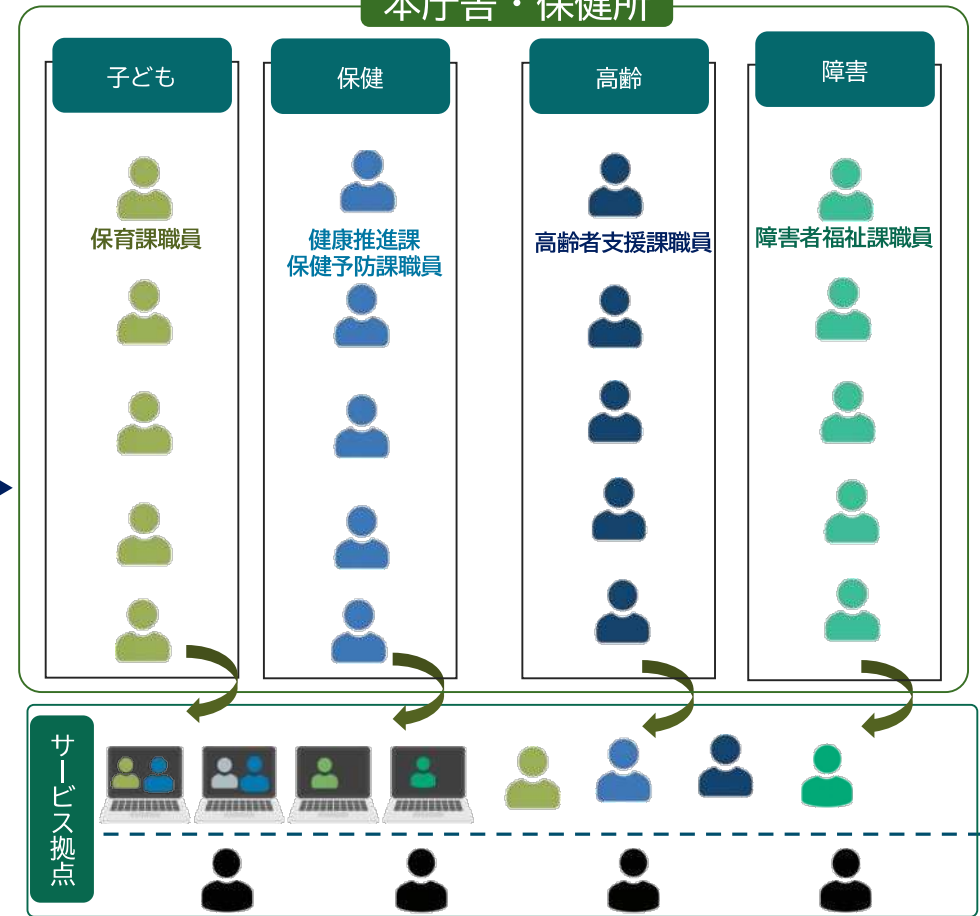 本庁舎・保健所
子ども
保健
高齢
障害
保育課職員
健康推進課
保健予防課職員
高齢者支援課職員
障害者福祉課職員
サービス拠点